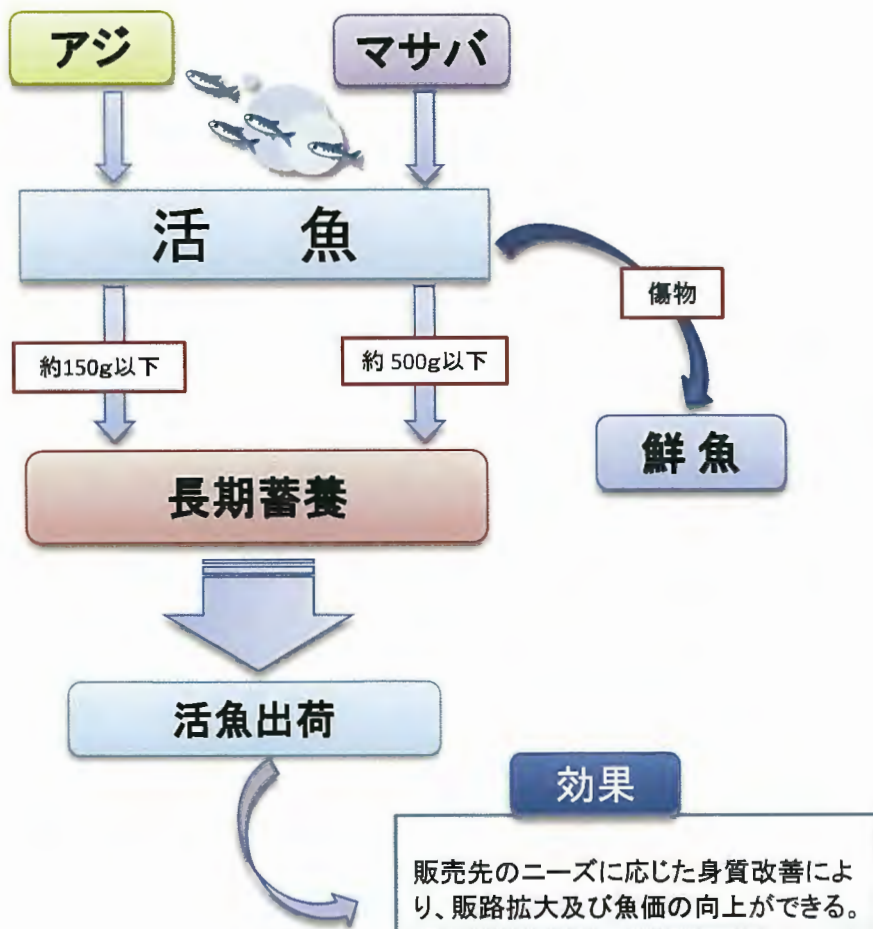 アジ
マサバ
活　魚
傷物
約150g以下
約 500g以下
鮮 魚
長期蓄養
活魚出荷
効果
販売先のニーズに応じた身質改善によ
り、販路拡大及び魚価の向上ができる。